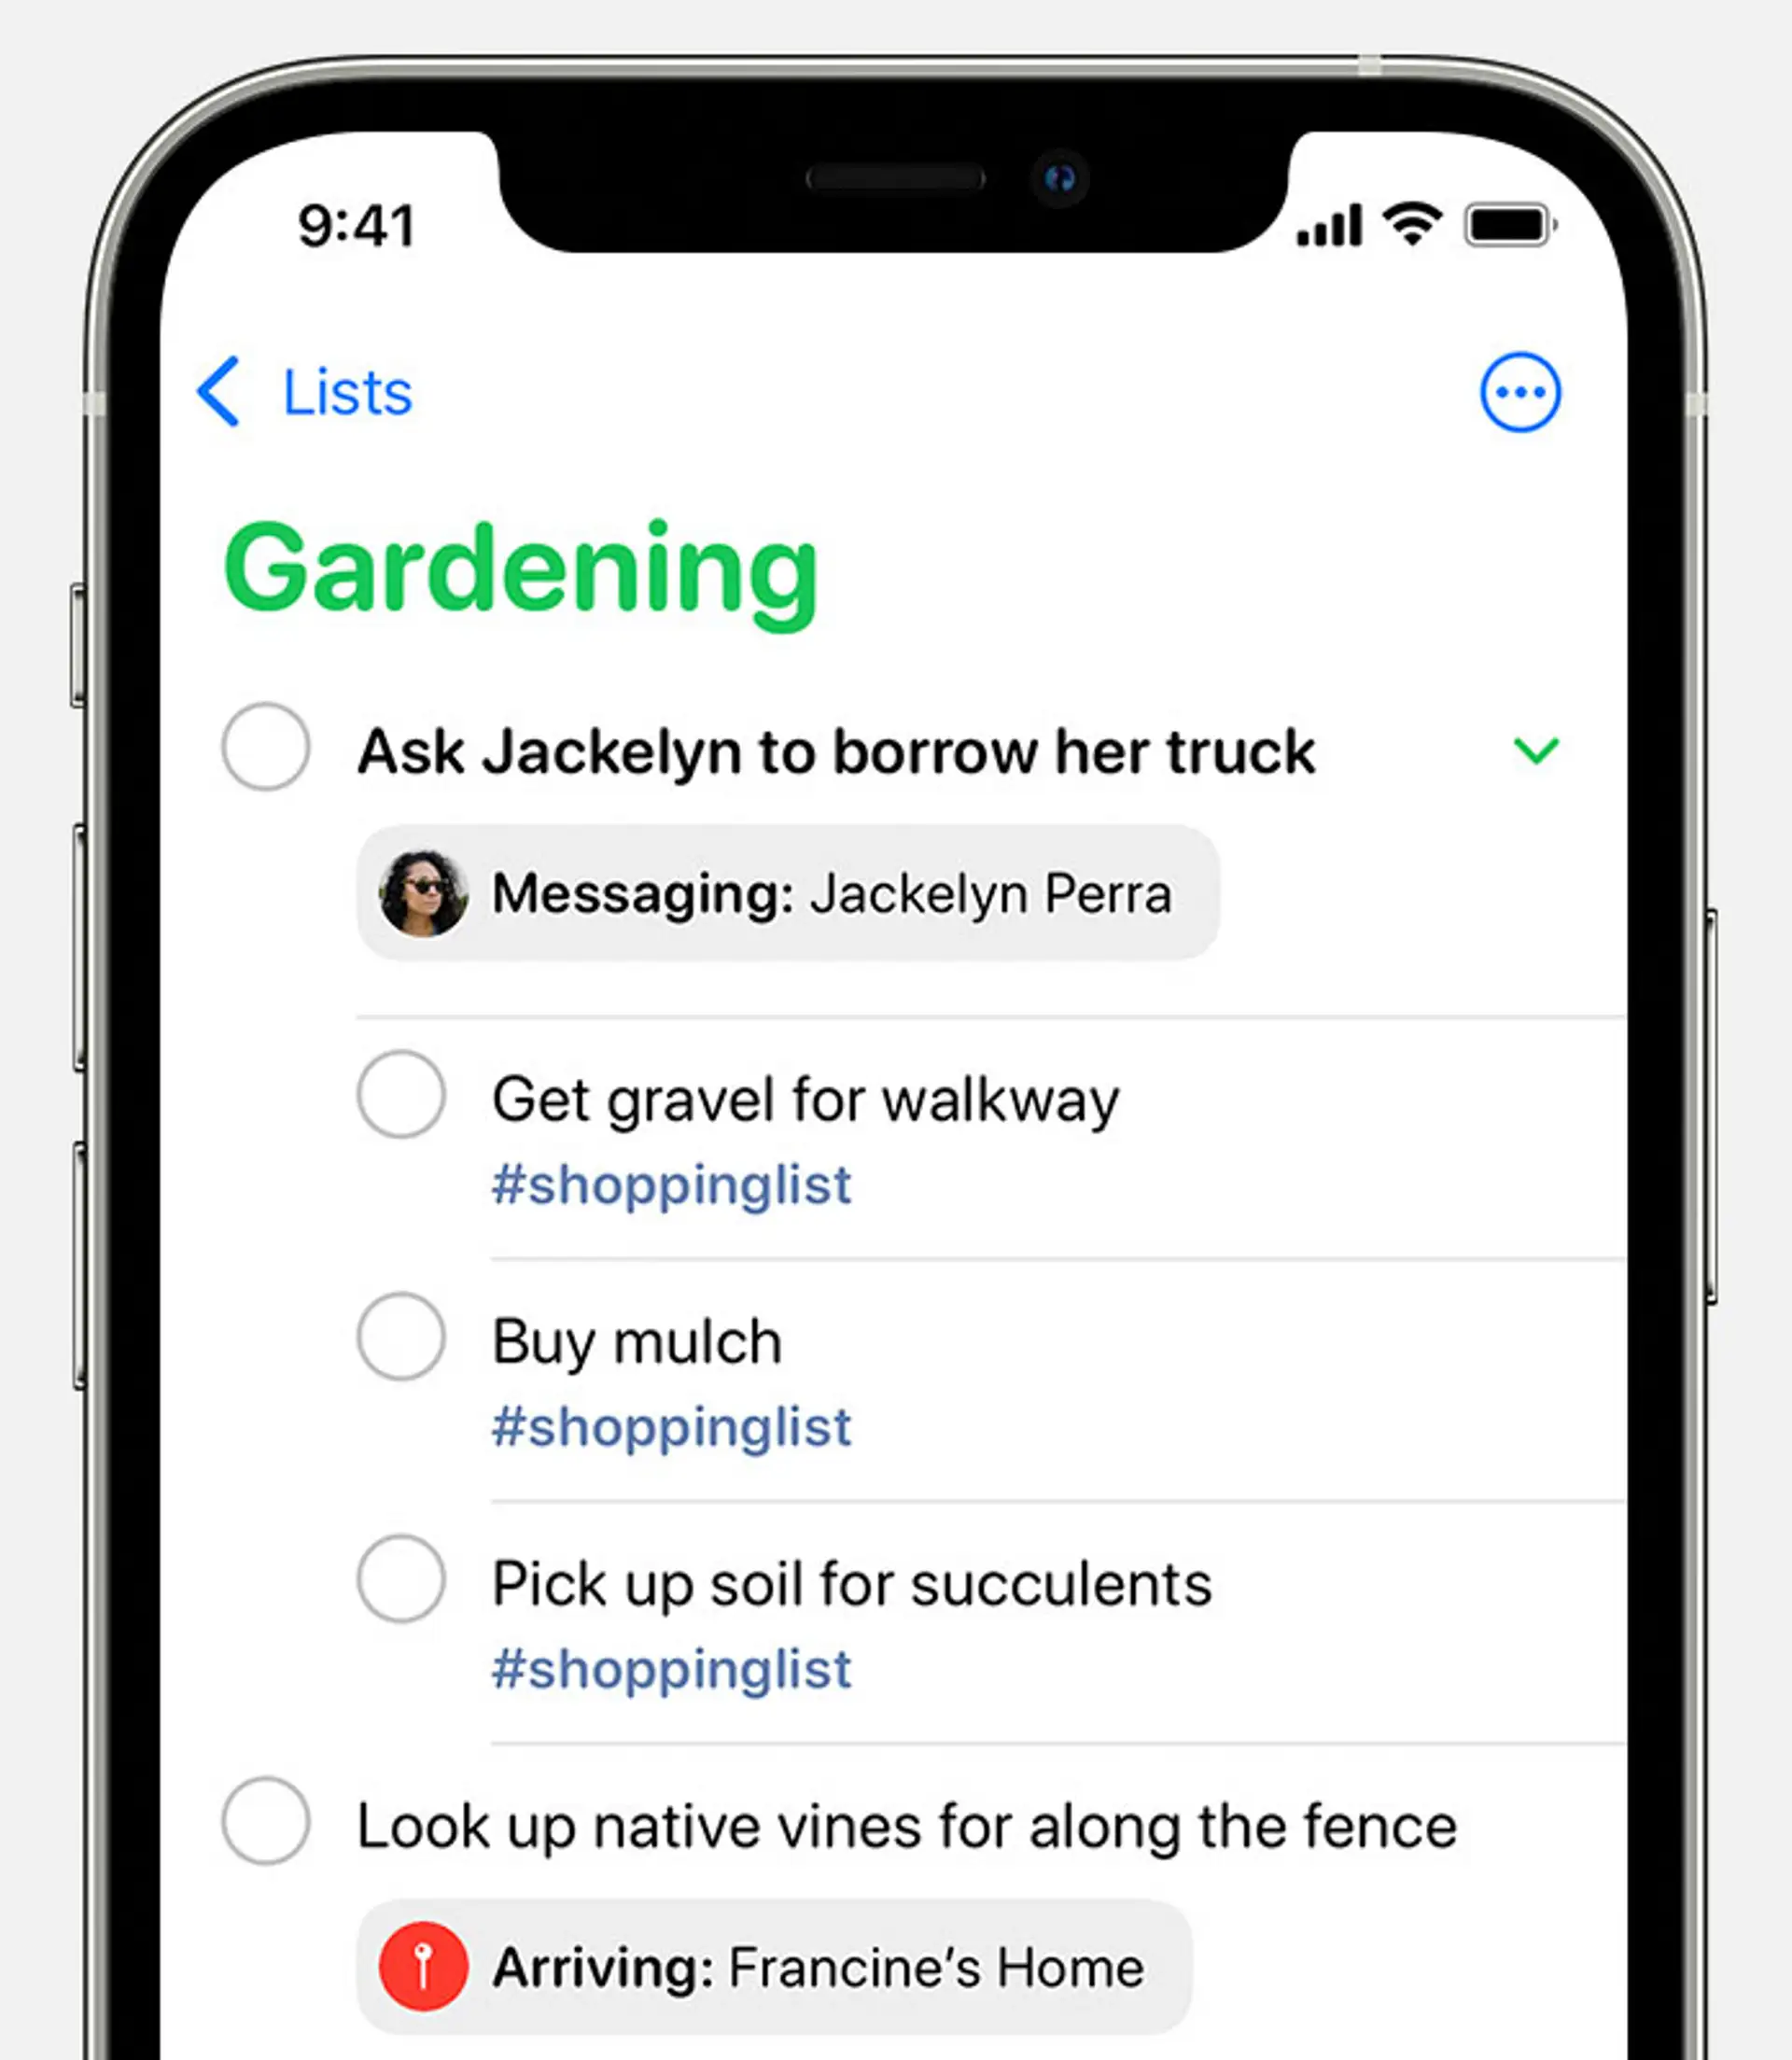 9:41
Lists
Gardening
Ask Jackelyn to borrow her truck
Messaging: Jackelyn Perra
Get gravel for walkway
#shoppinglist
Buy mulch
#shoppinglist
Pick up soil for succulents
#shoppinglist
Look up native vines for along the fence
Arriving: Francine’s Home